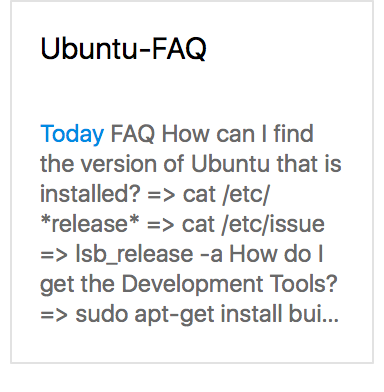 Ubuntu-FAQ
Today FAQ How can I find
the version of Ubuntu that is
installed? => cat /etc/
*release* => cat /etc/issue
=> lsb_release -a How do I
get the Development Tools?
=> sudo apt-get install bui...